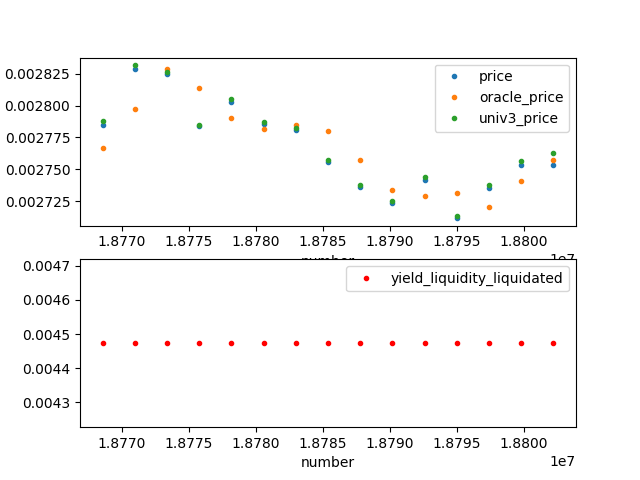 0.002825
0.002800
0.002775
0.002750
0.002725
price
oracle_price
univ3_price
1.8770 1.8775 1.8780 1.8785 1.8790 1.8795 1.8800
1e7
number
0.0047
0.0046
0.0045
0.0044
0.0043
yield_liquidity_liquidated
1.8770 1.8775 1.8780 1.8785 1.8790 1.8795 1.8800
number
1e7